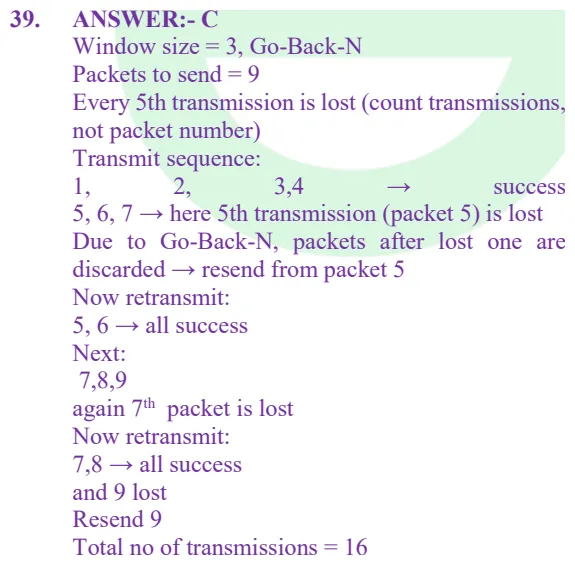 39. ANSWER:- C
Window size = 3, Go-Back-N
Packets to send = 9
Every 5th transmission is lost (count transmissions,
not packet number)
Transmit sequence:
1, 2, 3,4 → success
5, 6, 7 → here 5th transmission (packet 5) is lost
Due to Go-Back-N, packets after lost one are
discarded → resend from packet 5
Now retransmit:
5, 6 → all success
Next:
7,8,9
again 7th packet is lost
Now retransmit:
7,8 → all success
and 9 lost
Resend 9
Total no of transmissions = 16